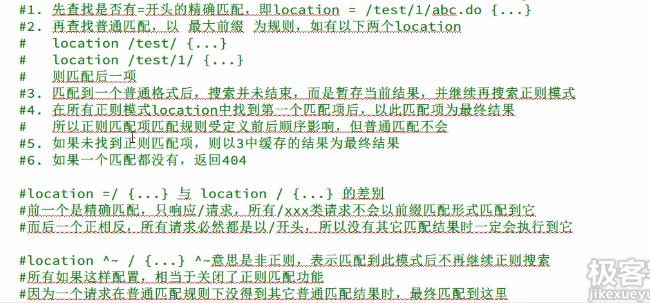 #1. 先查找是否有=开头的精确匹配，即location = /test/1/abc.do {...}
#2. 再查找普通匹配，以 最大前缀 为规则，如有以下两个location
#   location /test/ {...}
#   location /test/1/ {...}
#   则匹配后一项
#3. 匹配到一个普通格式后，搜索并未结束，而是暂存当前结果，并继续再搜索正则模式
#4. 在所有正则模式location中找到第一个匹配项后，以此匹配项为最终结果
#   所以正则匹配项匹配规则受定义前后顺序影响，但普通匹配不会
#5. 如果未找到正则匹配项，则以3中缓存的结果为最终结果
#6. 如果一个匹配都没有，返回404
#location =/ {...} 与 location / {...} 的差别
#前一个是精确匹配，只响应/请求，所有/xxx类请求不会以前缀匹配形式匹配到它
#而后一个正相反，所有请求必然都是以/开头，所以没有其它匹配结果时一定会执行到它
#location ^~ / {...} ^~意思是非正则，表示匹配到此模式后不再继续正则搜索
#所有如果这样配置，相当于关闭了正则匹配功能
#因为一个请求在普通匹配规则下没得到其它普通匹配结果时，最终匹配到这里
极客
jikexueyu